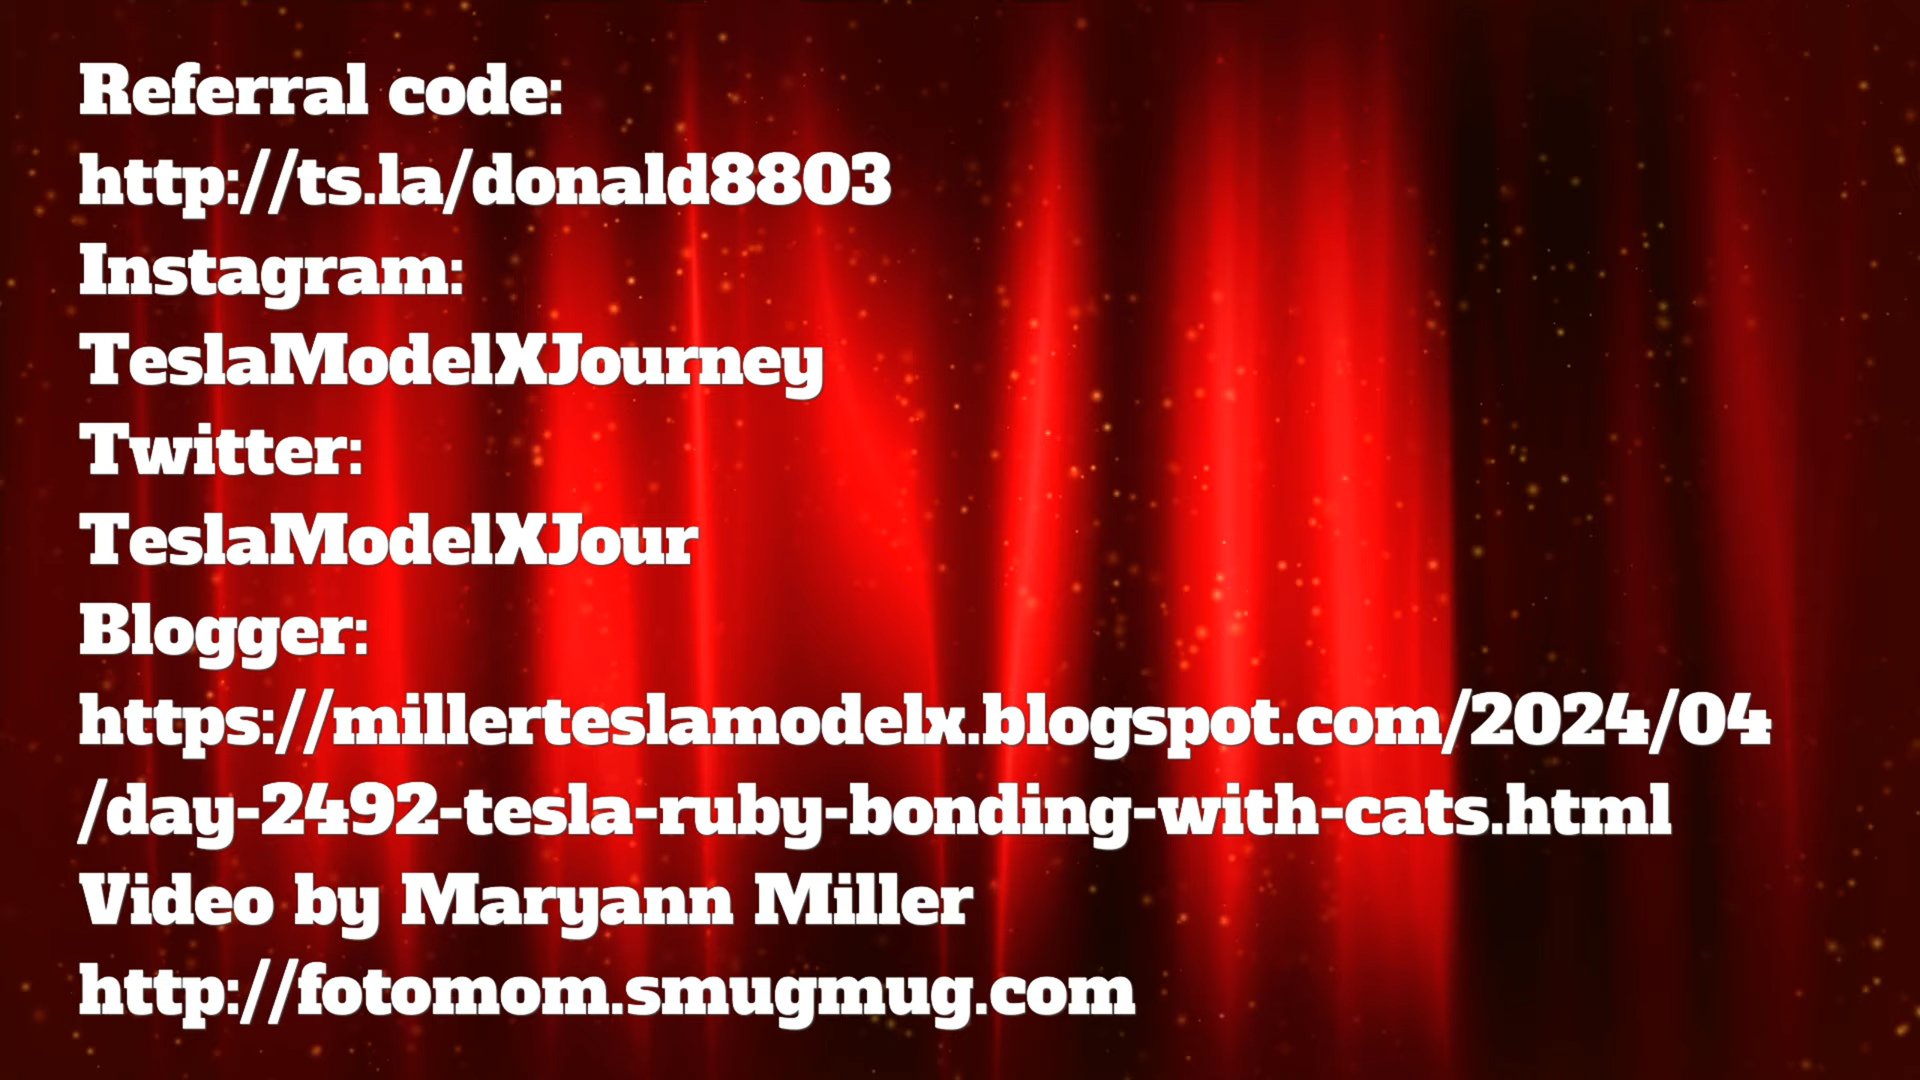 Referral code:
http://ts.la/donald8803
Instagram:
TeslaModelXJourney
Twitter:
TeslaModelXJour
Blogger:
https://millerteslamodelx.blogspot.com/2024/04
/day-2492-tesla-ruby-bonding-with-cats.html
Video by Maryann Miller
http://fotomom.smugmug.com